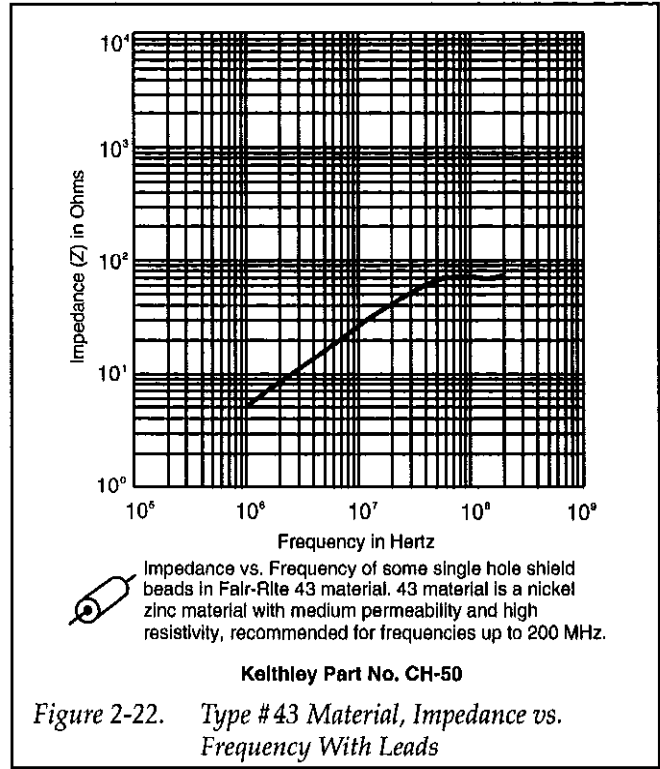 10⁴
10³
10²
10¹
10⁰
Impedance (Z) in Ohms
10⁵ 10⁶ 10⁷ 10⁸ 10⁹
Frequency in Hertz
Impedance vs. Frequency of some single hole shield
beads in Fair-Rite 43 material. 43 material is a nickel
zinc material with medium permeability and high
resistivity, recommended for frequencies up to 200 MHz.
Keithley Part No. CH-50
Figure 2-22. Type #43 Material, Impedance vs.
Frequency With Leads